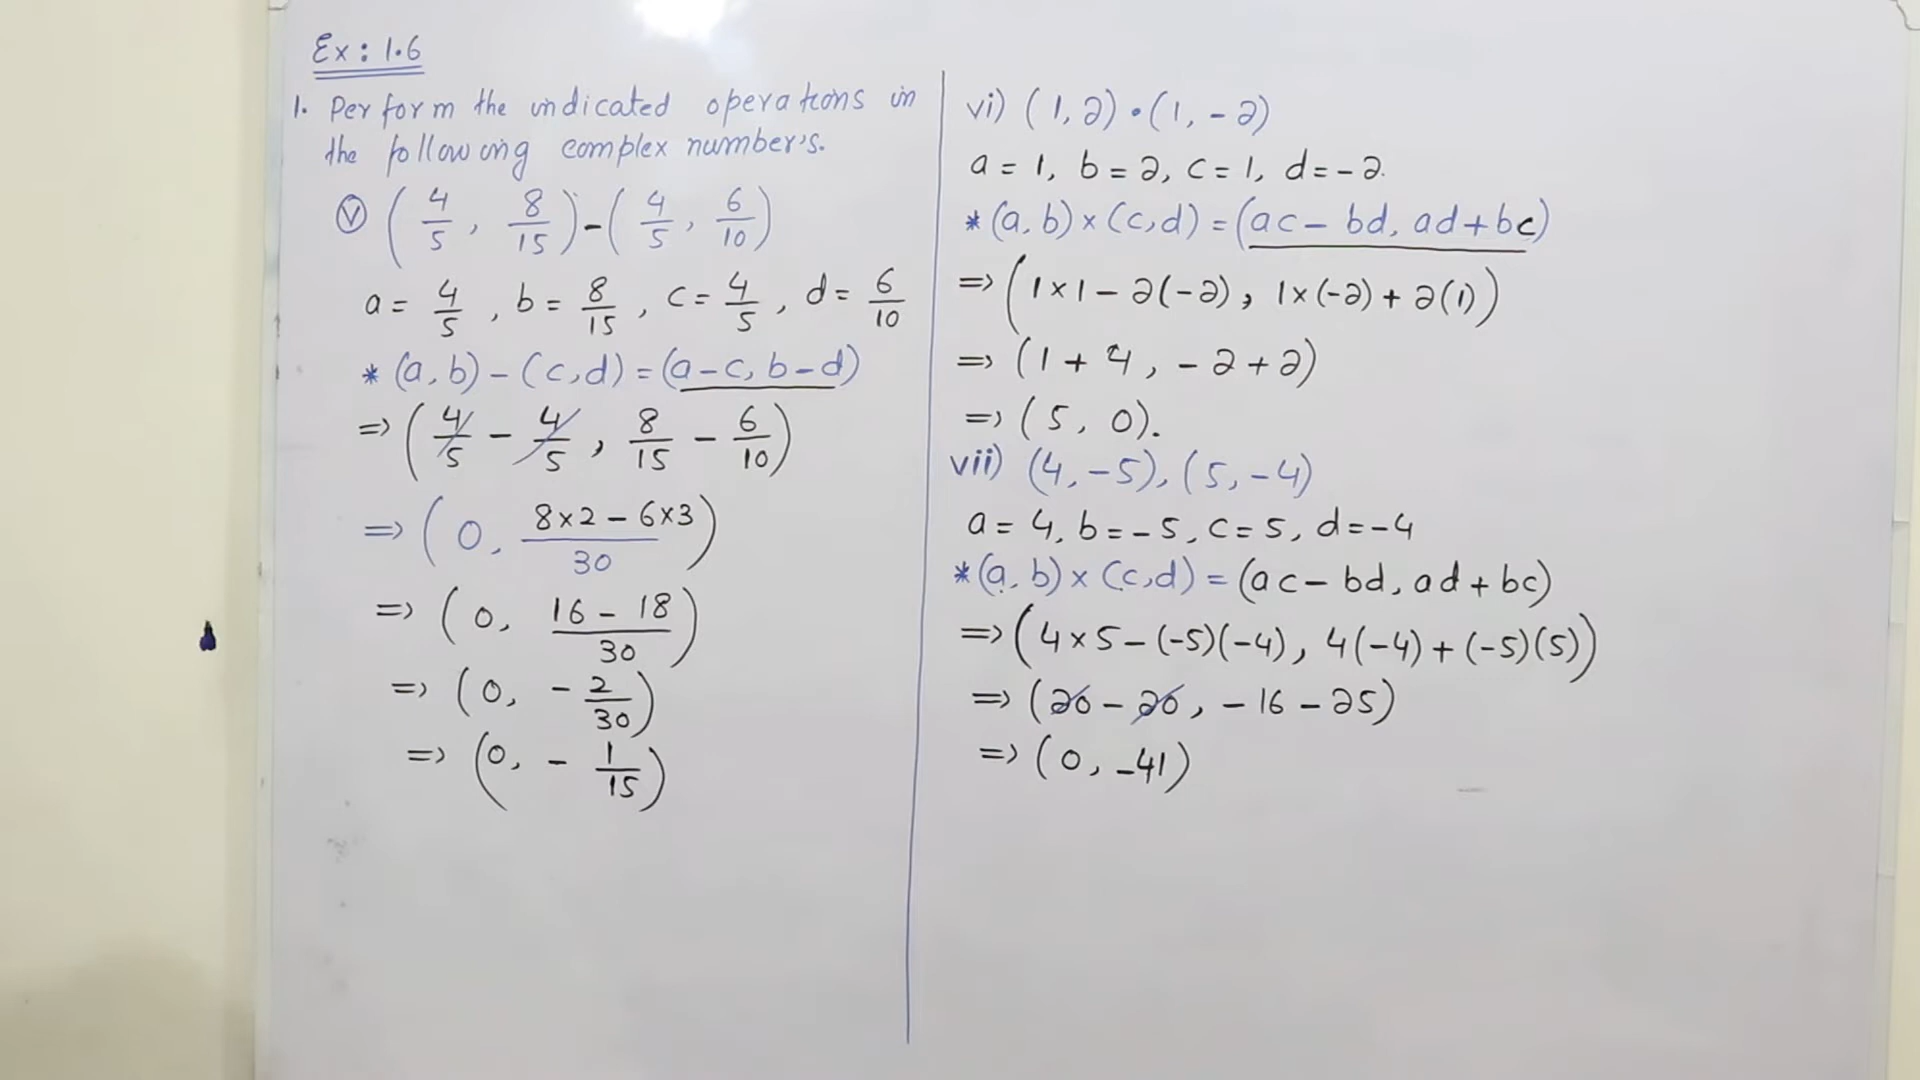 Ex: 1.6
1. Perform the indicated operations in
the following complex number's.
Ⓥ (4/5, 8/15) - (4/5, 6/10)
a = 4/5, b = 8/15, c = 4/5, d = 6/10
* (a, b) - (c, d) = (a-c, b-d)
=> (4/5 - 4/5, 8/15 - 6/10)
=> (0, 8×2 - 6×3/30)
=> (0, 16 - 18/30)
=> (0, - 2/30)
=> (0, - 1/15)
vi) (1, 2) • (1, -2)
a = 1, b = 2, c = 1, d = -2.
* (a, b) × (c, d) = (ac - bd, ad + bc)
=> (1×1 - 2(-2), 1×(-2) + 2(1))
=> (1 + 4, -2 + 2)
=> (5, 0).
vii) (4, -5), (5, -4)
a = 4, b = -5, c = 5, d = -4
* (a, b) × (c, d) = (ac - bd, ad + bc)
=> (4×5 - (-5)(-4), 4(-4) + (-5)(5))
=> (20 - 20, -16 - 25)
=> (0, -41)